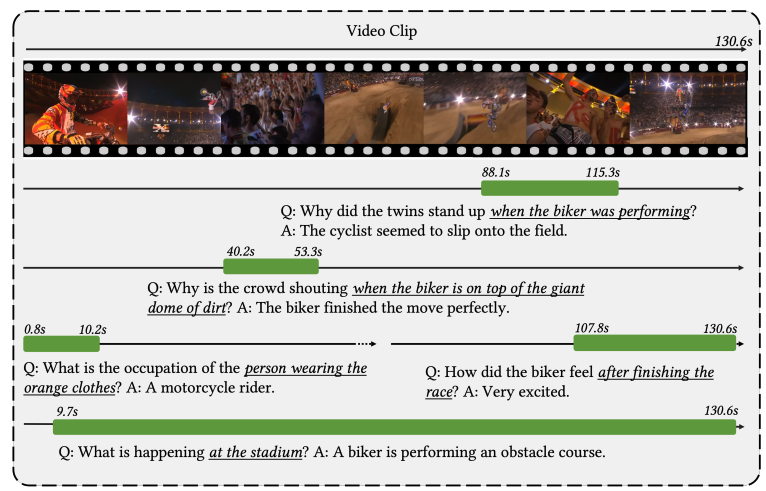 Video Clip
130.6s
88.1s 115.3s
Q: Why did the twins stand up when the biker was performing?
A: The cyclist seemed to slip onto the field.
40.2s 53.3s
Q: Why is the crowd shouting when the biker is on top of the giant
dome of dirt? A: The biker finished the move perfectly.
0.8s 10.2s
Q: What is the occupation of the person wearing the
orange clothes? A: A motorcycle rider.
107.8s 130.6s
Q: How did the biker feel after finishing the
race? A: Very excited.
9.7s 130.6s
Q: What is happening at the stadium? A: A biker is performing an obstacle course.